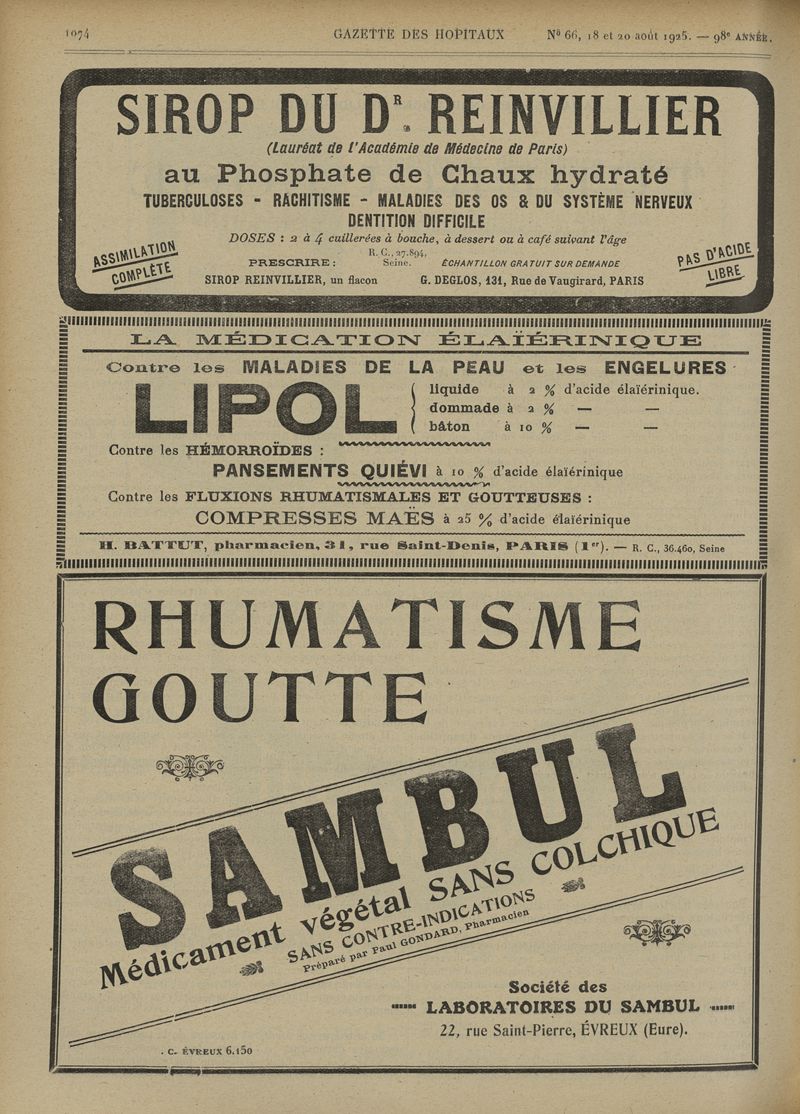 1074 GAZETTE DES HOPITAUX Nº 66, 18 et 20 août 1925. — 98e ANNÉE.
SIROP DU DR. REINVILLIER
(Lauréat de l'Académie de Médecine de Paris)
au Phosphate de Chaux hydraté
TUBERCULOSES - RACHITISME - MALADIES DES OS & DU SYSTÈME NERVEUX
DENTITION DIFFICILE
DOSES : 2 à 4 cuillerées à bouche, à dessert ou à café suivant l'âge
ASSIMILATION
COMPLÈTE
R. C., 27.894,
PRESCRIRE : Seine. ÉCHANTILLON GRATUIT SUR DEMANDE
SIROP REINVILLIER, un flacon G. DEGLOS, 131, Rue de Vaugirard, PARIS
PAS D'ACIDE
LIBRE
LA MÉDICATION ÉLAÏÉRINIQUE
Contre les MALADIES DE LA PEAU et les ENGELURES
LIPOL
liquide à 2 % d'acide élaïérinique.
dommade à 2 % — —
bâton à 10 % — —
Contre les HÉMORROÏDES :
PANSEMENTS QUIÉVI à 10 % d'acide élaïérinique
Contre les FLUXIONS RHUMATISMALES ET GOUTTEUSES :
COMPRESSES MAËS à 25 % d'acide élaïérinique
H. BATTUT, pharmacien, 31, rue Saint-Denis, PARIS (1er). — R. C., 36.460, Seine
RHUMATISME
GOUTTE
SAMBUL
Médicament végétal SANS COLCHIQUE
SANS CONTRE-INDICATIONS
Préparé par Paul GONDARD, Pharmacien
Société des
LABORATOIRES DU SAMBUL
22, rue Saint-Pierre, ÉVREUX (Eure).
. C. ÉVREUX 6.150